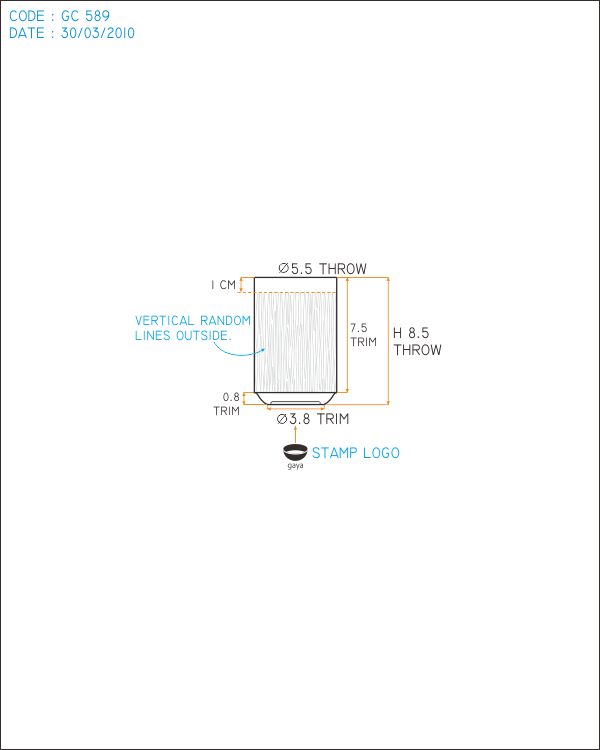 CODE : GC 589
DATE : 30/03/2010
Ø5.5 THROW
1 CM
VERTICAL RANDOM
LINES OUTSIDE.
7.5
TRIM
H 8.5
THROW
0.8
TRIM
Ø3.8 TRIM
STAMP LOGO
gaya